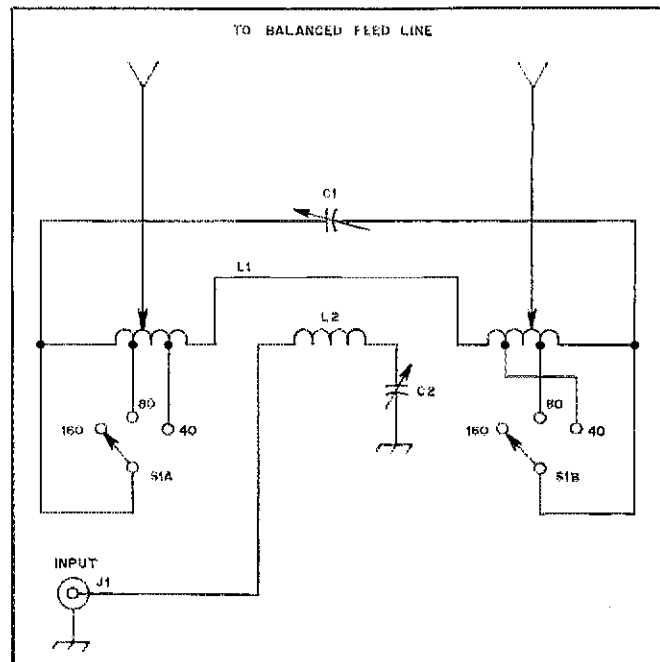 TO BALANCED FEED LINE
C1
L1
L2
C2
80
160
40
S1A
80
160
40
S1B
INPUT
J1